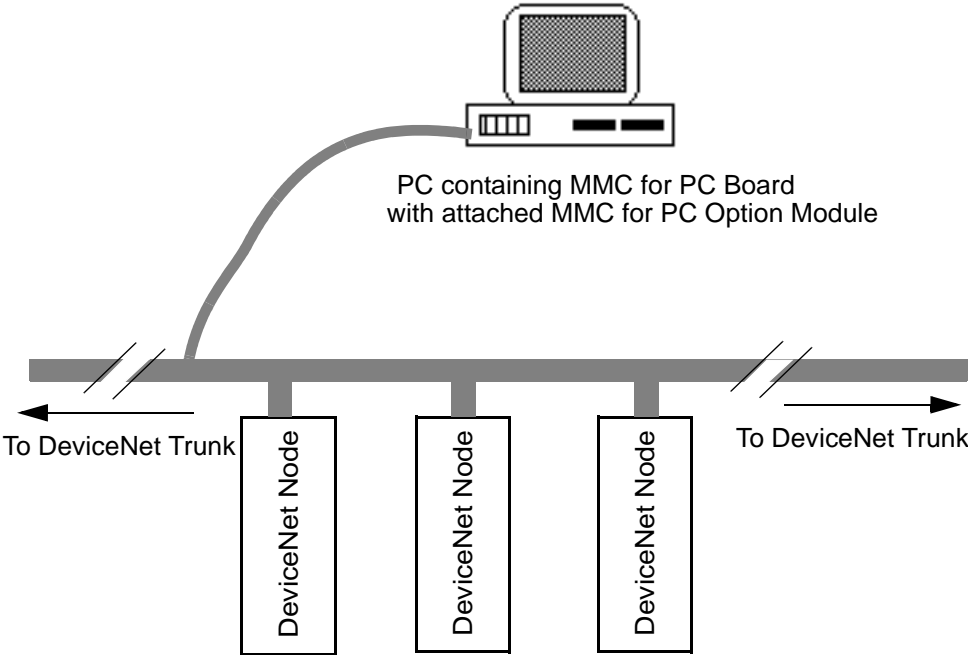 PC containing MMC for PC Board
with attached MMC for PC Option Module
To DeviceNet Trunk
To DeviceNet Trunk
DeviceNet Node
DeviceNet Node
DeviceNet Node